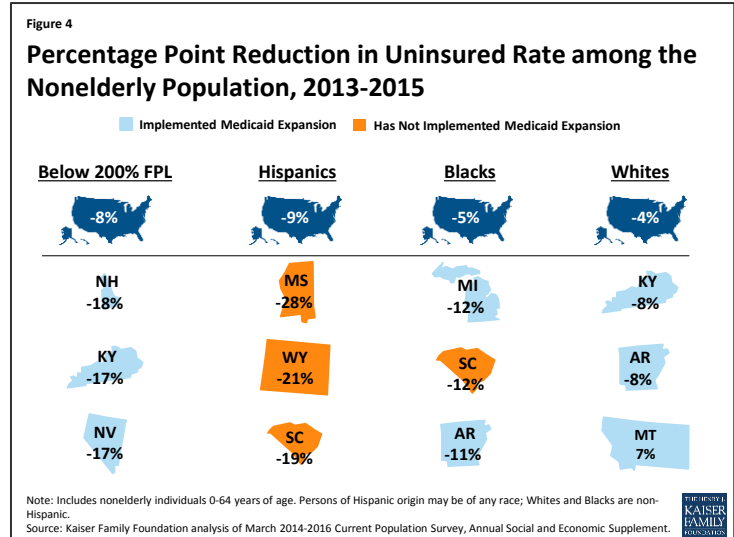 Figure 4
Percentage Point Reduction in Uninsured Rate among the
Nonelderly Population, 2013-2015
Implemented Medicaid Expansion Has Not Implemented Medicaid Expansion
Below 200% FPL Hispanics Blacks Whites
-8% -9% -5% -4%
NH MS MI KY
-18% -28% -12% -8%
KY WY SC AR
-17% -21% -12% -8%
NV SC AR MT
-17% -19% -11% 7%
Note: Includes nonelderly individuals 0-64 years of age. Persons of Hispanic origin may be of any race; Whites and Blacks are non-
Hispanic.
Source: Kaiser Family Foundation analysis of March 2014-2016 Current Population Survey, Annual Social and Economic Supplement.
THE HENRY J.
KAISER
FAMILY
FOUNDATION